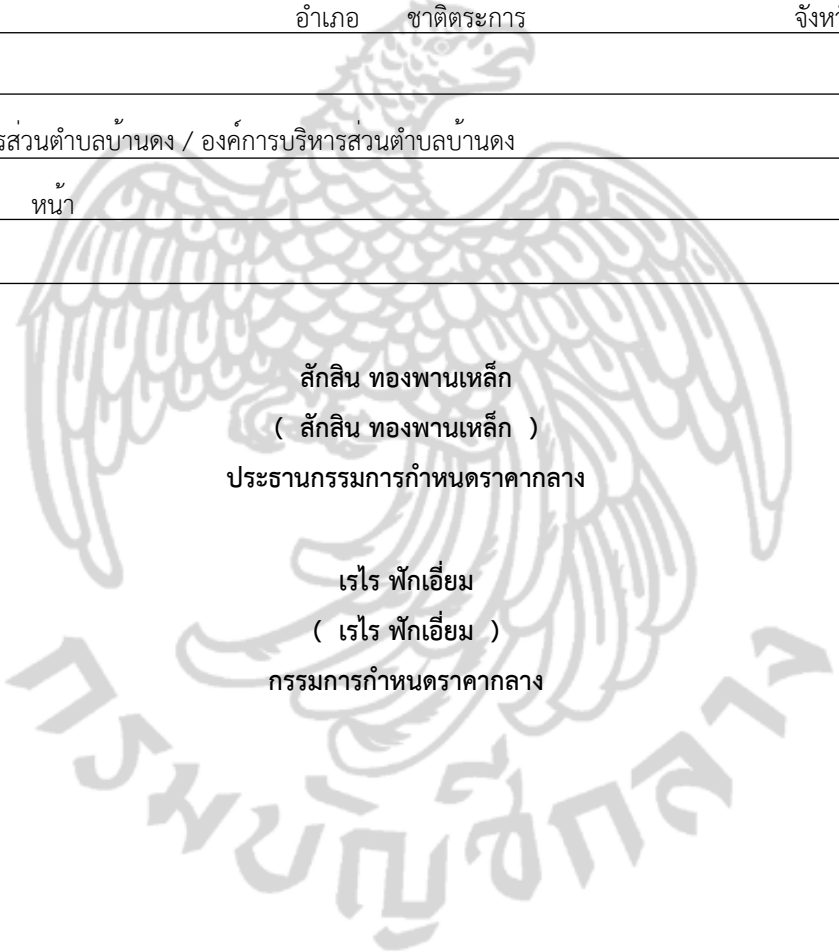 อำเภอ ชาติตระการ
ส่วนตำบลบ้านดง / องค์การบริหารส่วนตำบลบ้านดง
หน้า
สักสิน ทองพานเหล็ก
( สักสิน ทองพานเหล็ก )
ประธานกรรมการกำหนดราคากลาง
เรไร ฟักเอี่ยม
( เรไร ฟักเอี่ยม )
กรรมการกำหนดราคากลาง
กรมบัญชีกลาง